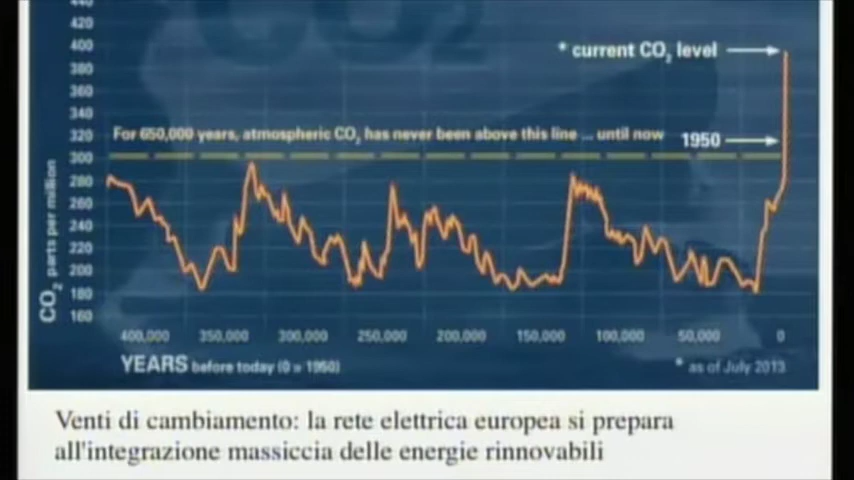 CO2
440
420
400
380
360
340
320
300
280
260
240
220
200
180
160
CO2 parts per million
* current CO2 level
For 650,000 years, atmospheric CO2 has never been above this line ... until now
1950
400,000 350,000 300,000 250,000 200,000 150,000 100,000 50,000 0
YEARS before today (0 = 1950)
* as of July 2013
Venti di cambiamento: la rete elettrica europea si prepara
all'integrazione massiccia delle energie rinnovabili